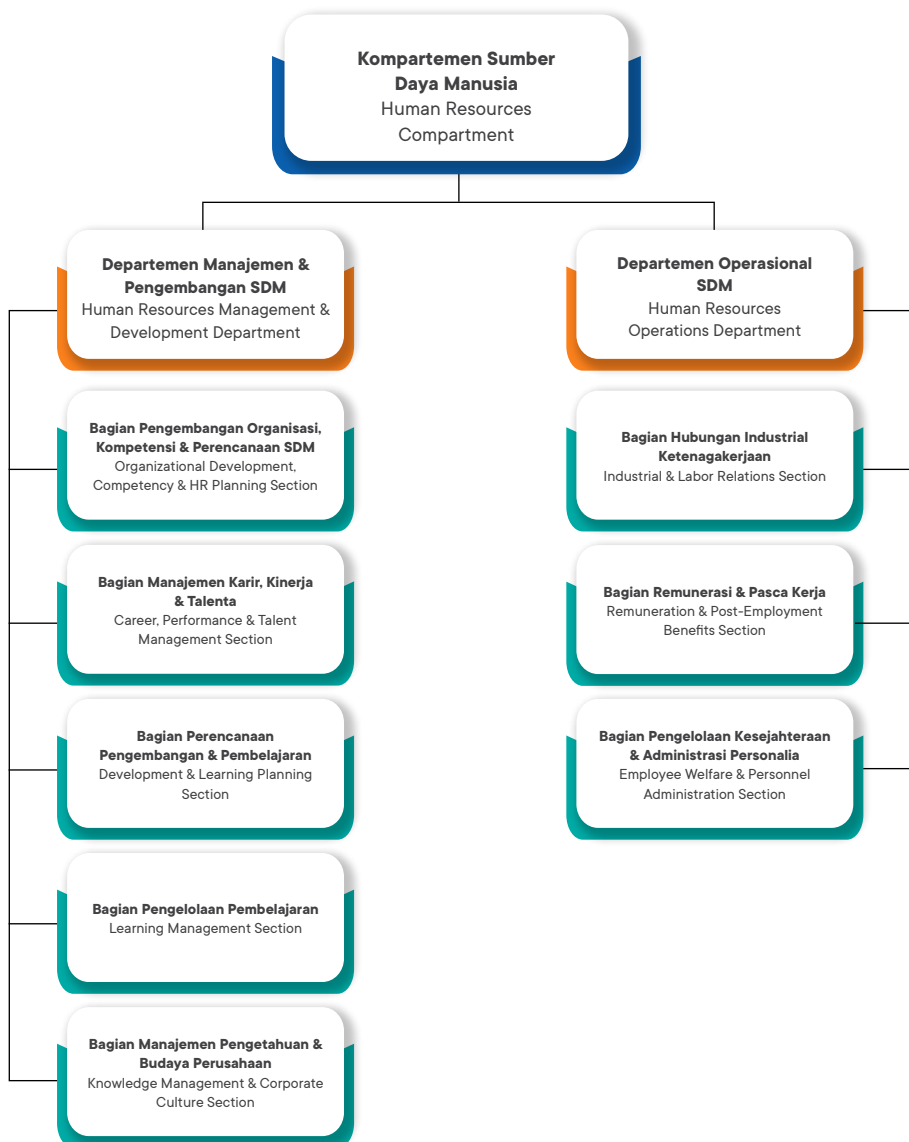 Kompartemen Sumber
Daya Manusia
Human Resources
Compartment
Departemen Manajemen &
Pengembangan SDM
Human Resources Management &
Development Department
Bagian Pengembangan Organisasi,
Kompetensi & Perencanaan SDM
Organizational Development,
Competency & HR Planning Section
Bagian Manajemen Karir, Kinerja
& Talenta
Career, Performance & Talent
Management Section
Bagian Perencanaan
Pengembangan & Pembelajaran
Development & Learning Planning
Section
Bagian Pengelolaan Pembelajaran
Learning Management Section
Bagian Manajemen Pengetahuan &
Budaya Perusahaan
Knowledge Management & Corporate
Culture Section
Departemen Operasional
SDM
Human Resources
Operations Department
Bagian Hubungan Industrial
Ketenagakerjaan
Industrial & Labor Relations Section
Bagian Remunerasi & Pasca Kerja
Remuneration & Post-Employment
Benefits Section
Bagian Pengelolaan Kesejahteraan
& Administrasi Personalia
Employee Welfare & Personnel
Administration Section